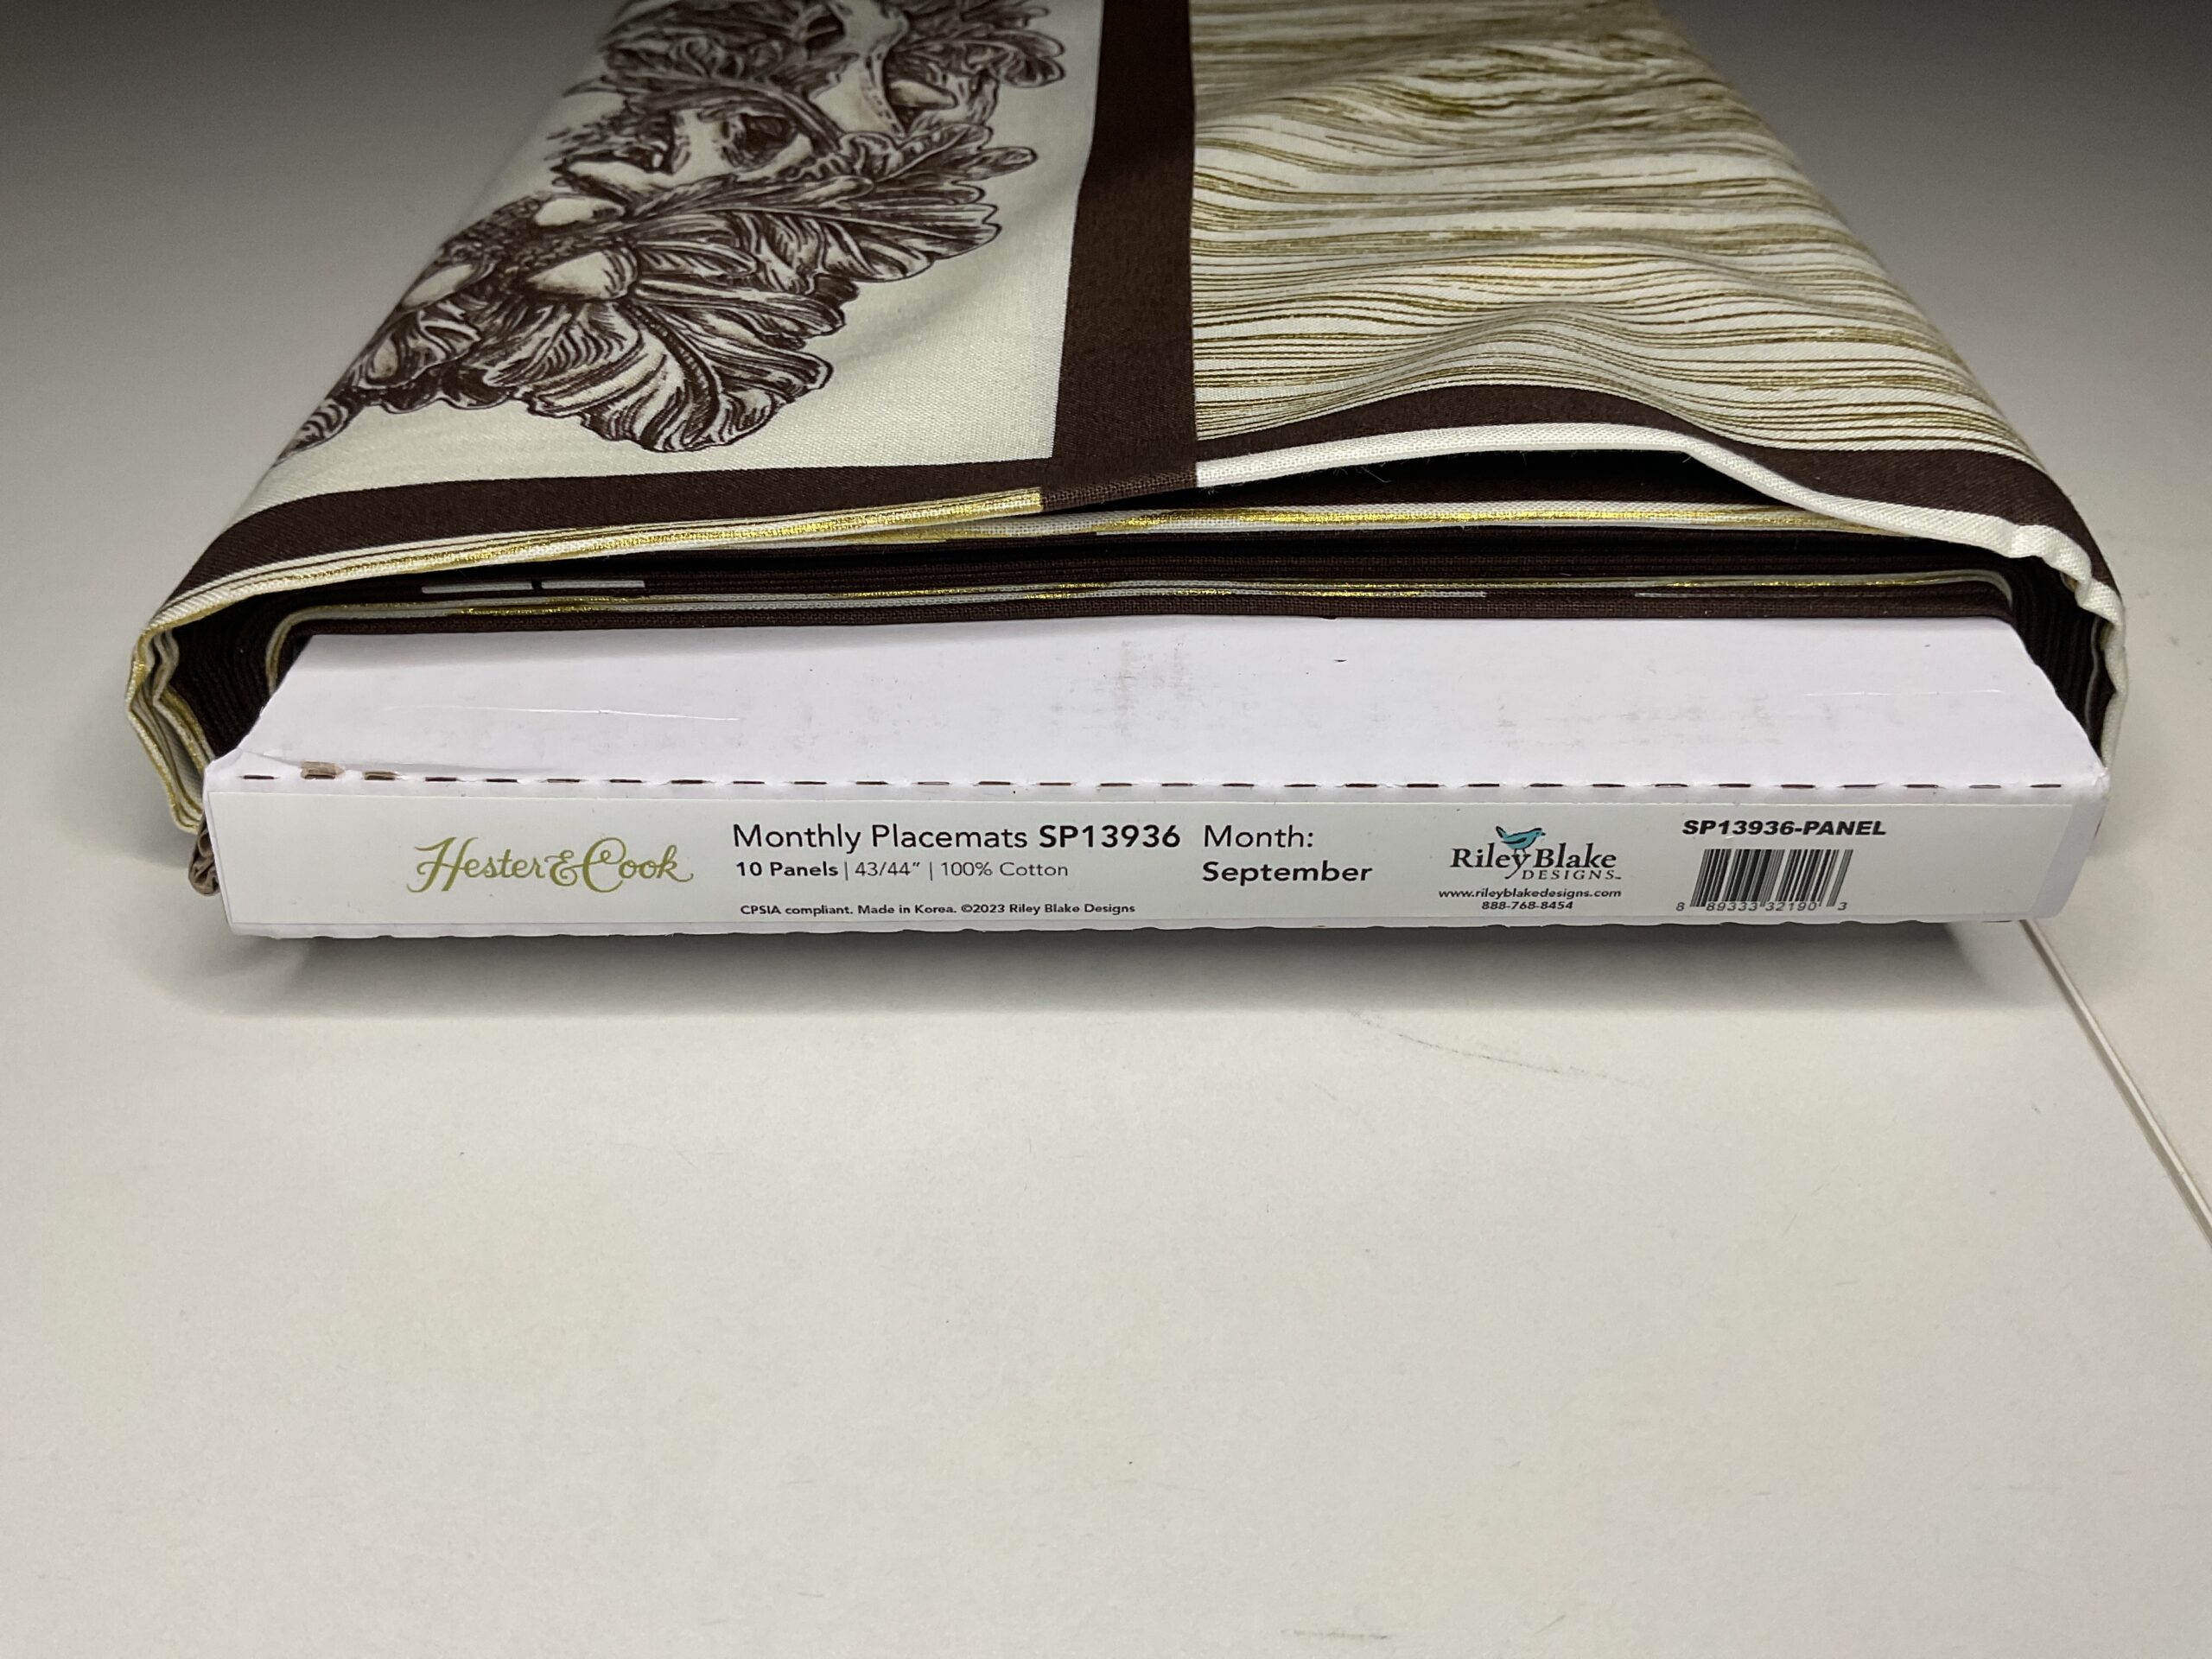 Hester & Cook
Monthly Placemats SP13936
10 Panels | 43/44” | 100% Cotton
CPSIA compliant. Made in Korea. ©2023 Riley Blake Designs
Month:
September
Riley Blake
DESIGNS™
www.rileyblakedesigns.com
888-768-8454
SP13936-PANEL
8 89333 32190 3